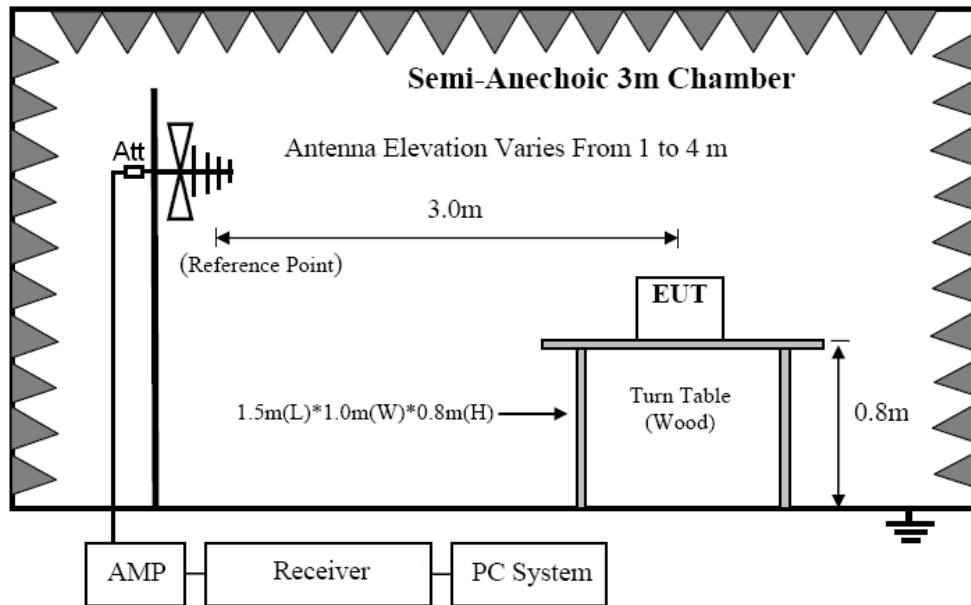 Semi-Anechoic 3m Chamber
Att
Antenna Elevation Varies From 1 to 4 m
3.0m
(Reference Point)
EUT
1.5m(L)*1.0m(W)*0.8m(H)
Turn Table
(Wood)
0.8m
AMP
Receiver
PC System